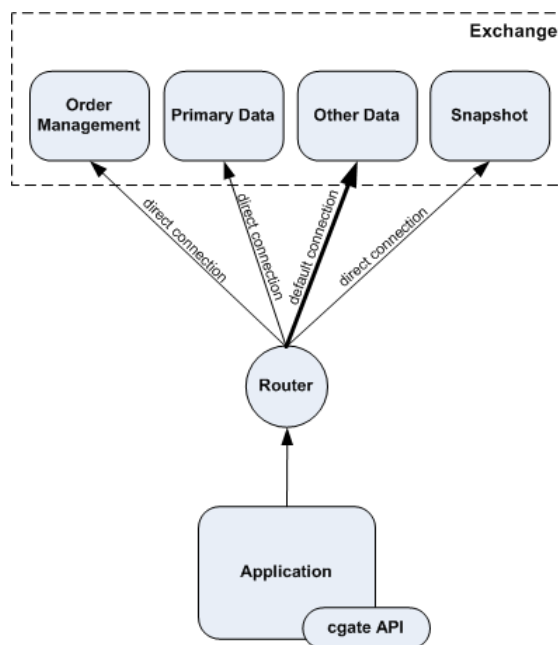 Exchange
Order
Management
Primary Data
Other Data
Snapshot
direct connection
direct connection
default connection
direct connection
Router
Application
cgate API